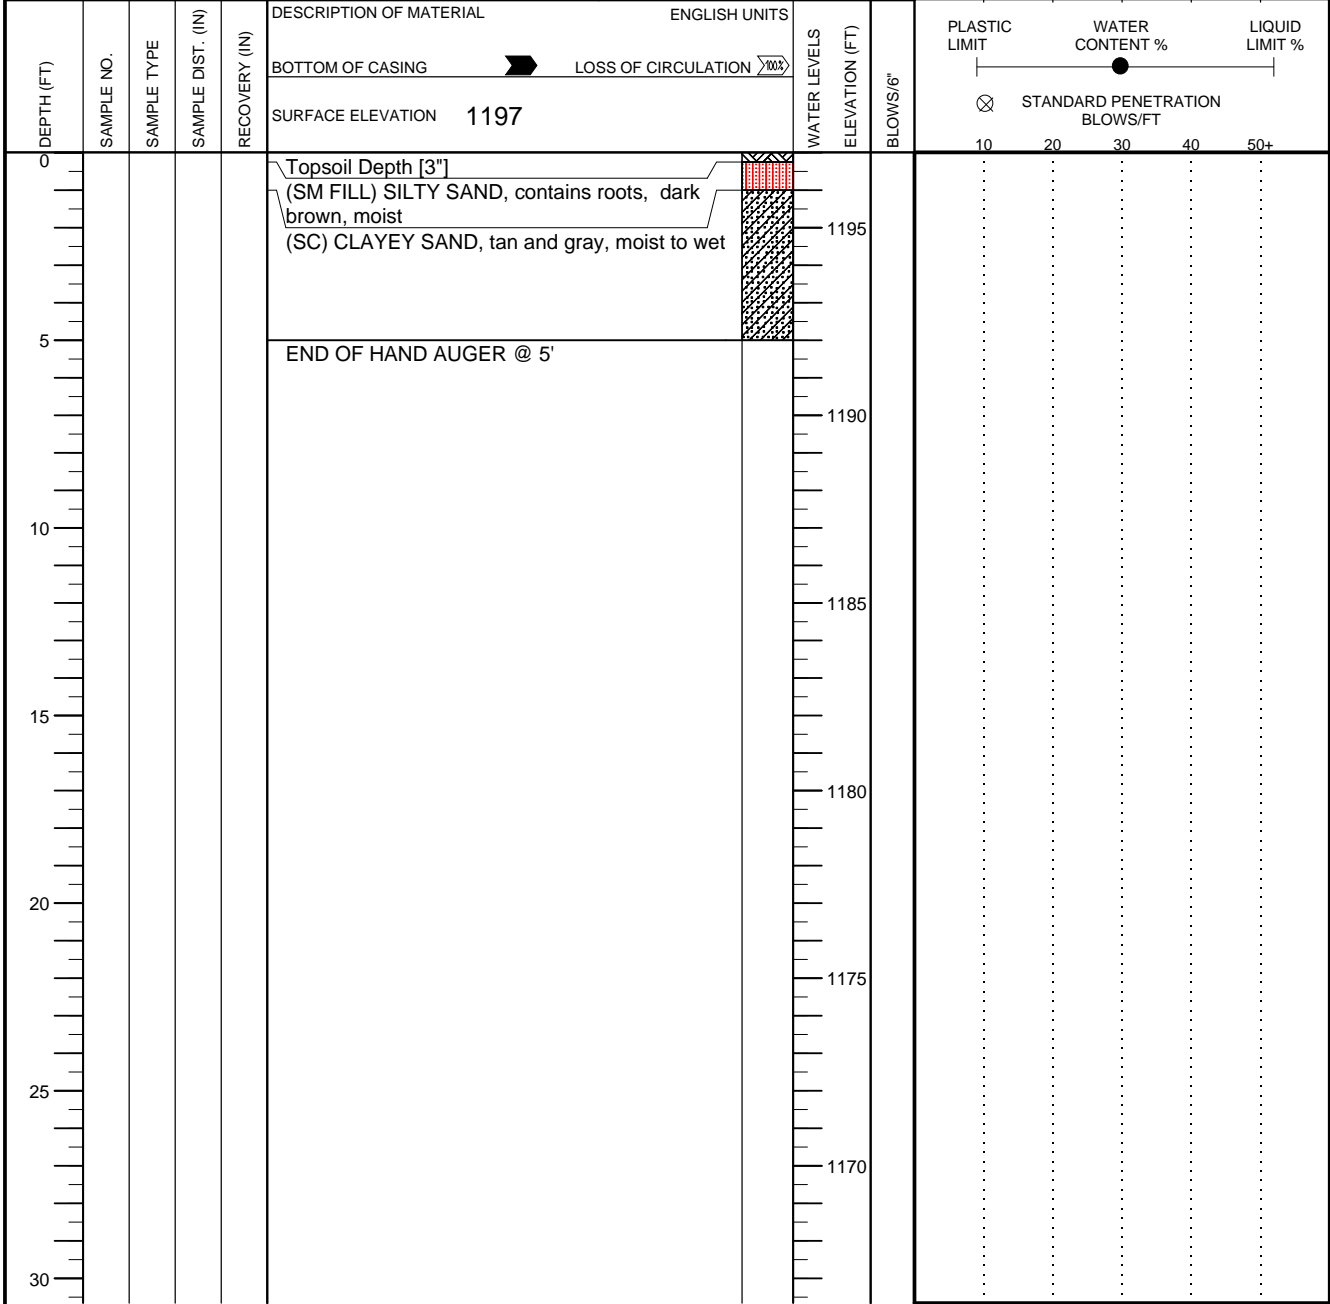 DEPTH (FT)
SAMPLE NO.
SAMPLE TYPE
SAMPLE DIST. (IN)
RECOVERY (IN)
DESCRIPTION OF MATERIAL ENGLISH UNITS
BOTTOM OF CASING LOSS OF CIRCULATION 100%
SURFACE ELEVATION 1197
WATER LEVELS
ELEVATION (FT)
BLOWS/6"
PLASTIC LIMIT
WATER CONTENT %
LIQUID LIMIT %
STANDARD PENETRATION
BLOWS/FT
10 20 30 40 50+
0
Topsoil Depth [3"]
(SM FILL) SILTY SAND, contains roots, dark
brown, moist
(SC) CLAYEY SAND, tan and gray, moist to wet
1195
5
END OF HAND AUGER @ 5'
1190
10
1185
15
1180
20
1175
25
1170
30